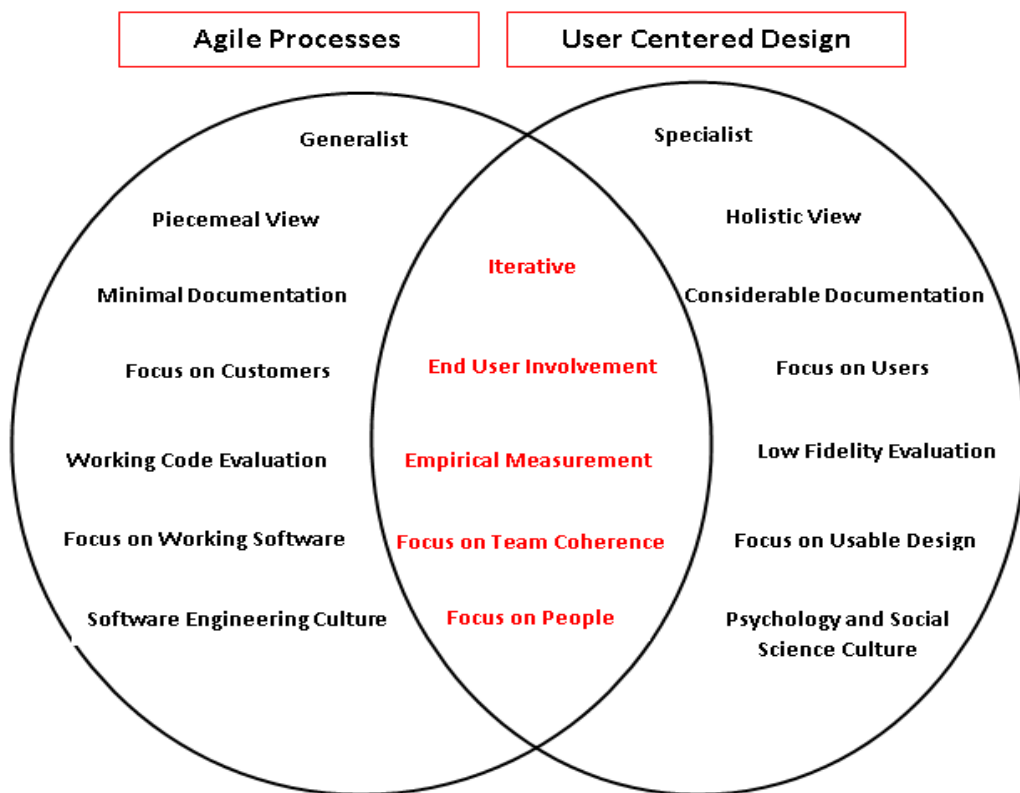 Agile Processes
User Centered Design
Generalist
Piecemeal View
Minimal Documentation
Focus on Customers
Working Code Evaluation
Focus on Working Software
Software Engineering Culture
Iterative
End User Involvement
Empirical Measurement
Focus on Team Coherence
Focus on People
Specialist
Holistic View
Considerable Documentation
Focus on Users
Low Fidelity Evaluation
Focus on Usable Design
Psychology and Social
Science Culture